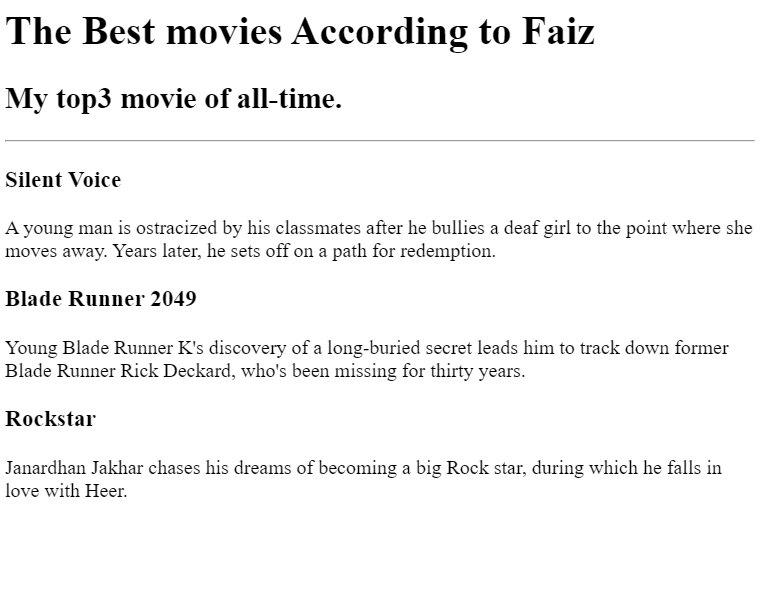 The Best movies According to Faiz
My top3 movie of all-time.
Silent Voice
A young man is ostracized by his classmates after he bullies a deaf girl to the point where she
moves away. Years later, he sets off on a path for redemption.
Blade Runner 2049
Young Blade Runner K's discovery of a long-buried secret leads him to track down former
Blade Runner Rick Deckard, who's been missing for thirty years.
Rockstar
Janardhan Jakhar chases his dreams of becoming a big Rock star, during which he falls in
love with Heer.